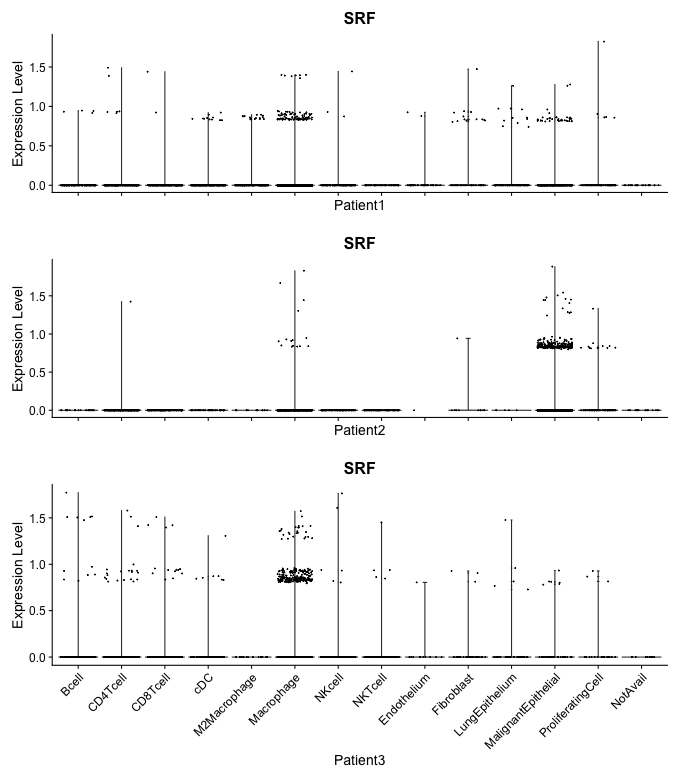 SRF
Expression Level
1.5
1.0
0.5
0.0
Patient1
SRF
Expression Level
1.5
1.0
0.5
0.0
Patient2
SRF
Expression Level
1.5
1.0
0.5
0.0
Bcell
CD4Tcell
CD8Tcell
cDC
M2Macrophage
Macrophage
NKcell
NKTcell
Endothelium
Fibroblast
LungEpithelium
MalignantEpithelial
ProliferatingCell
NotAvail
Patient3